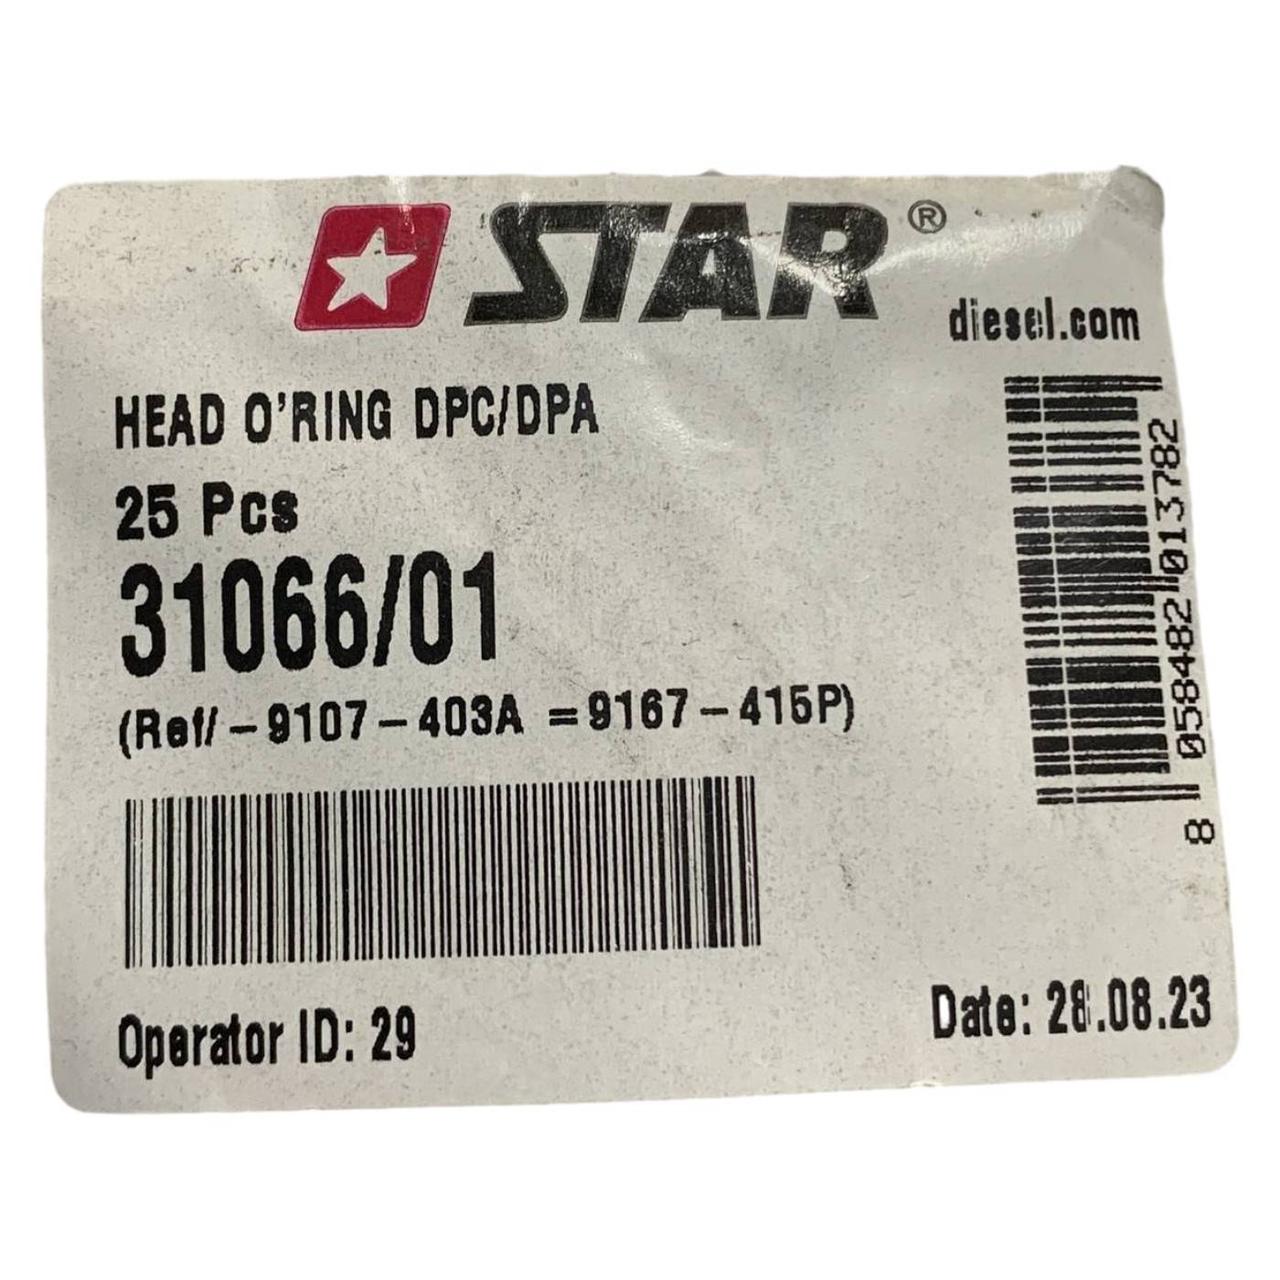 STAR®
diesel.com
HEAD O'RING DPC/DPA
25 Pcs
31066/01
(Ref/-9107-403A =9167-415P)
8 058482 013782
Operator ID: 29
Date: 28.08.23